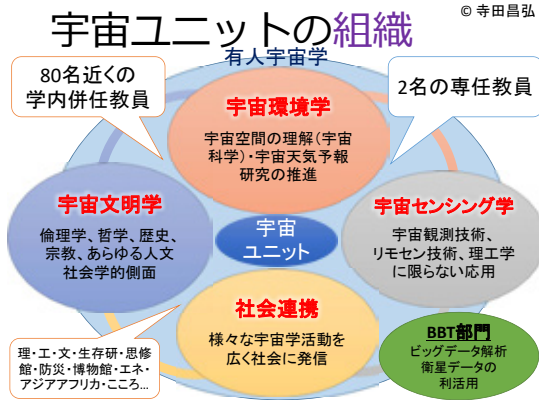 © 寺田昌弘
宇宙ユニットの組織
有人宇宙学
80名近くの
学内併任教員
2名の専任教員
宇宙環境学
宇宙空間の理解(宇宙
科学)・宇宙天気予報
研究の推進
宇宙文明学
倫理学、哲学、歴史、
宗教、あらゆる人文
社会学的側面
宇宙
ユニット
宇宙センシング学
宇宙観測技術、
リモセン技術、理工学
に限らない応用
社会連携
様々な宇宙学活動を
広く社会に発信
理・工・文・生存研・思修
館・防災・博物館・エネ・
アジアアフリカ・こころ…
BBT部門
ビッグデータ解析
衛星データの
利活用